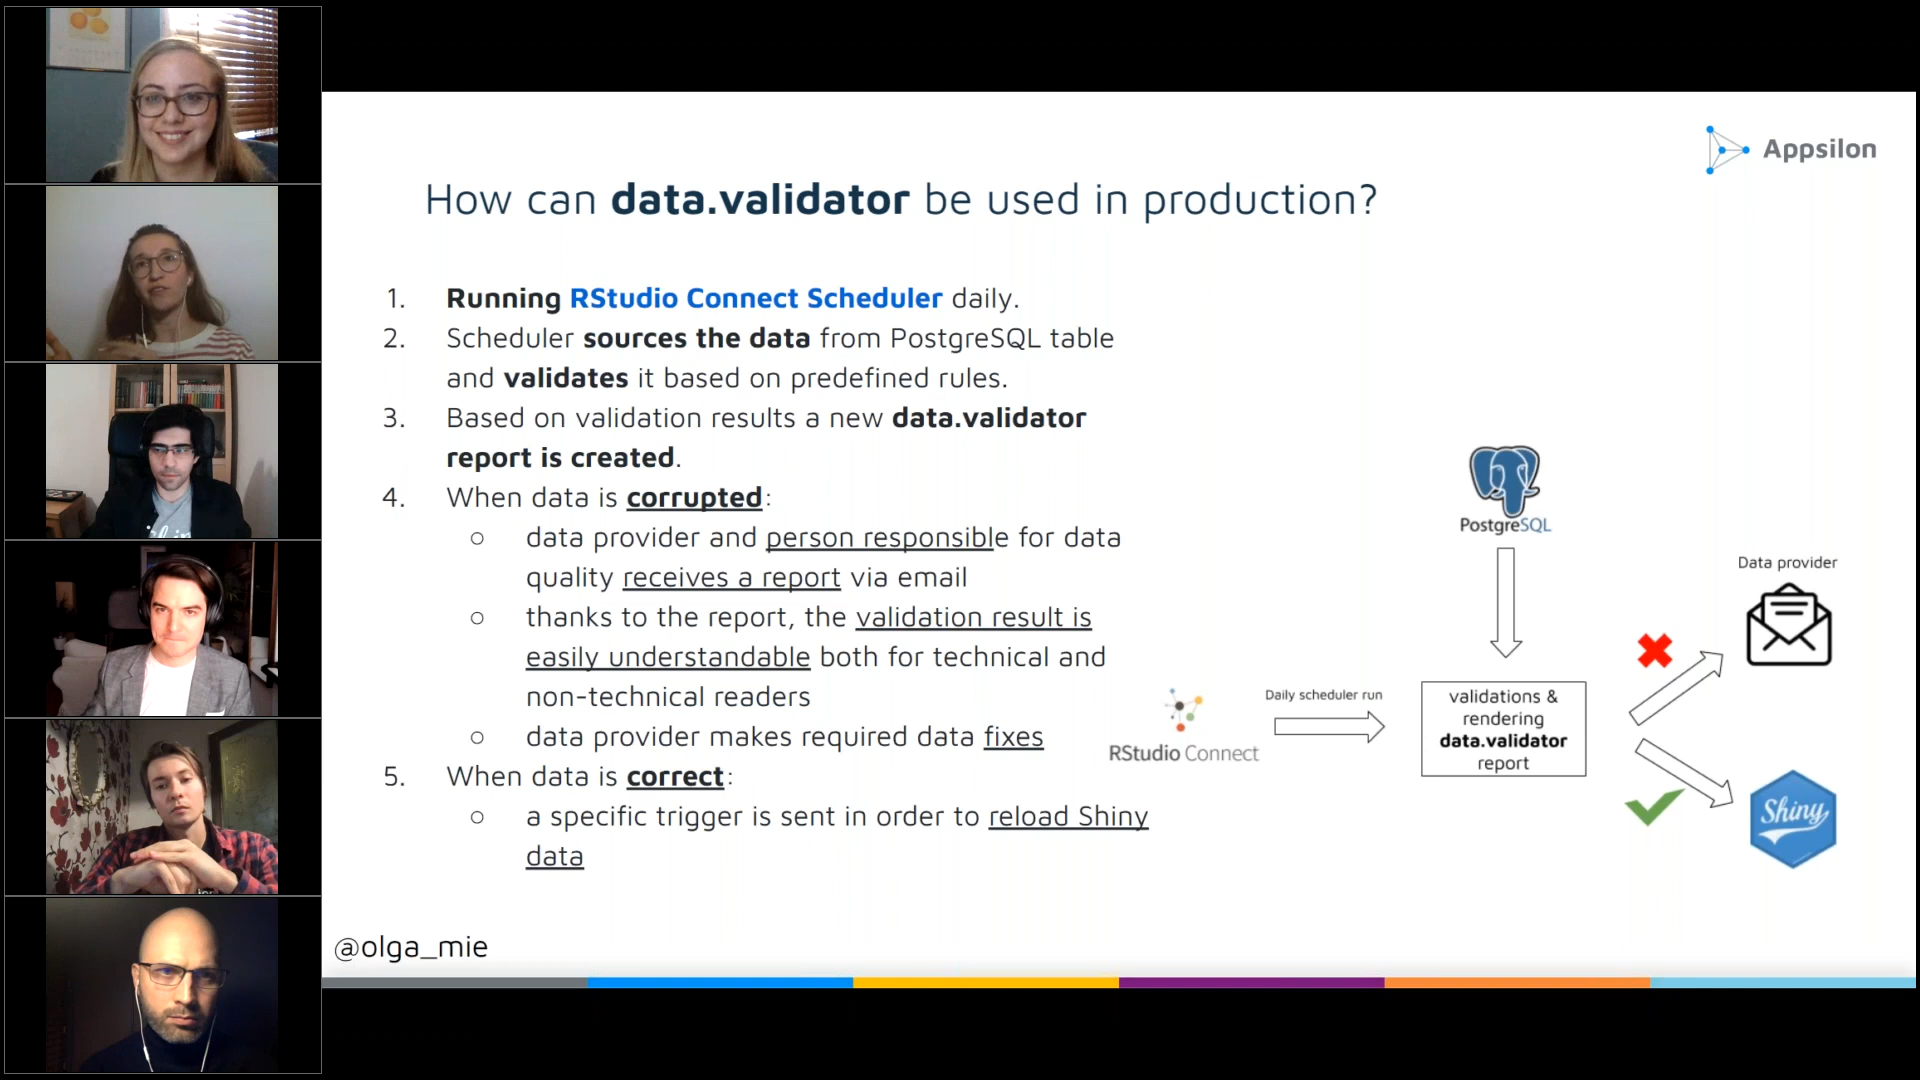 Appsilon
How can data.validator be used in production?
1. Running RStudio Connect Scheduler daily.
2. Scheduler sources the data from PostgreSQL table
and validates it based on predefined rules.
3. Based on validation results a new data.validator
report is created.
4. When data is corrupted:
○ data provider and person responsible for data
quality receives a report via email
○ thanks to the report, the validation result is
easily understandable both for technical and
non-technical readers
○ data provider makes required data fixes
5. When data is correct:
○ a specific trigger is sent in order to reload Shiny
data
PostgreSQL
Data provider
RStudio Connect
Daily scheduler run
validations &
rendering
data.validator
report
Shiny
@olga_mie